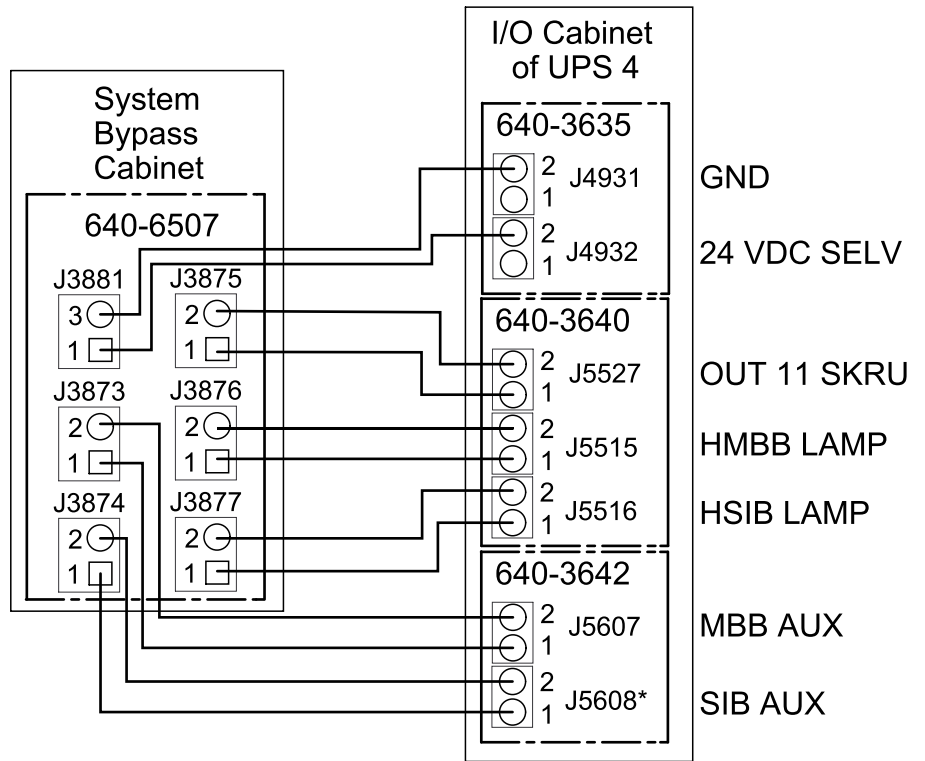 I/O Cabinet
of UPS 4
System
Bypass
Cabinet
640-6507
J3881
3
1
J3875
2
1
J3873
2
1
J3876
2
1
J3874
2
1
J3877
2
1
640-3635
2
1
J4931
GND
2
1
J4932
24 VDC SELV
640-3640
2
1
J5527
OUT 11 SKRU
2
1
J5515
HMBB LAMP
2
1
J5516
HSIB LAMP
640-3642
2
1
J5607
MBB AUX
2
1
J5608*
SIB AUX